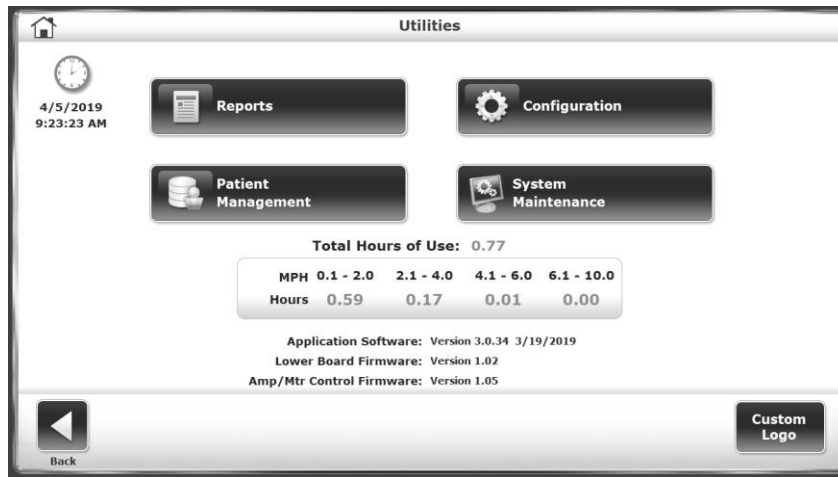 Utilities
4/5/2019
9:23:23 AM
Reports
Configuration
Patient
Management
System
Maintenance
Total Hours of Use: 0.77
MPH 0.1 - 2.0 2.1 - 4.0 4.1 - 6.0 6.1 - 10.0
Hours 0.59 0.17 0.01 0.00
Application Software: Version 3.0.34 3/19/2019
Lower Board Firmware: Version 1.02
Amp/Mtr Control Firmware: Version 1.05
Back
Custom
Logo